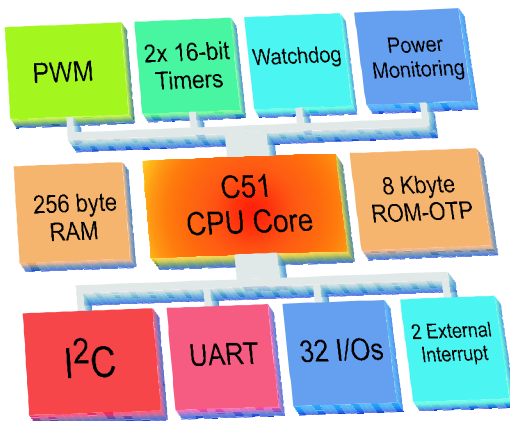 PWM
2x 16-bit
Timers
Watchdog
Power
Monitoring
256 byte
RAM
C51
CPU Core
8 Kbyte
ROM-OTP
I²C
UART
32 I/Os
2 External
Interrupt